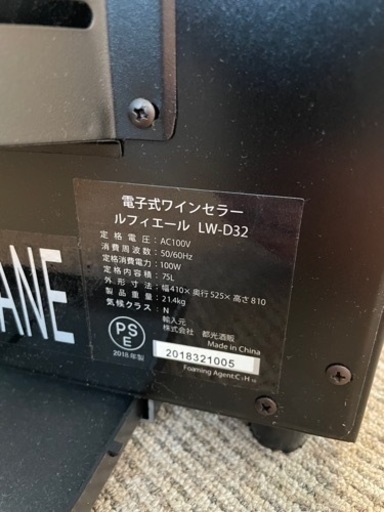 電子式ワインセラー
ルフィエール LW-D32
定格電圧:AC100V
消費周波数:50/60Hz
定格消費電力:100W
定格内容積:75L
外形寸法:幅410×奥行525×高さ810
製品重量:21.4kg
気候クラス:N
輸入元
株式会社 都光酒販
Made in China
PS
E
2018年製
2018321005
Foaming Agent:C5H10
ANE